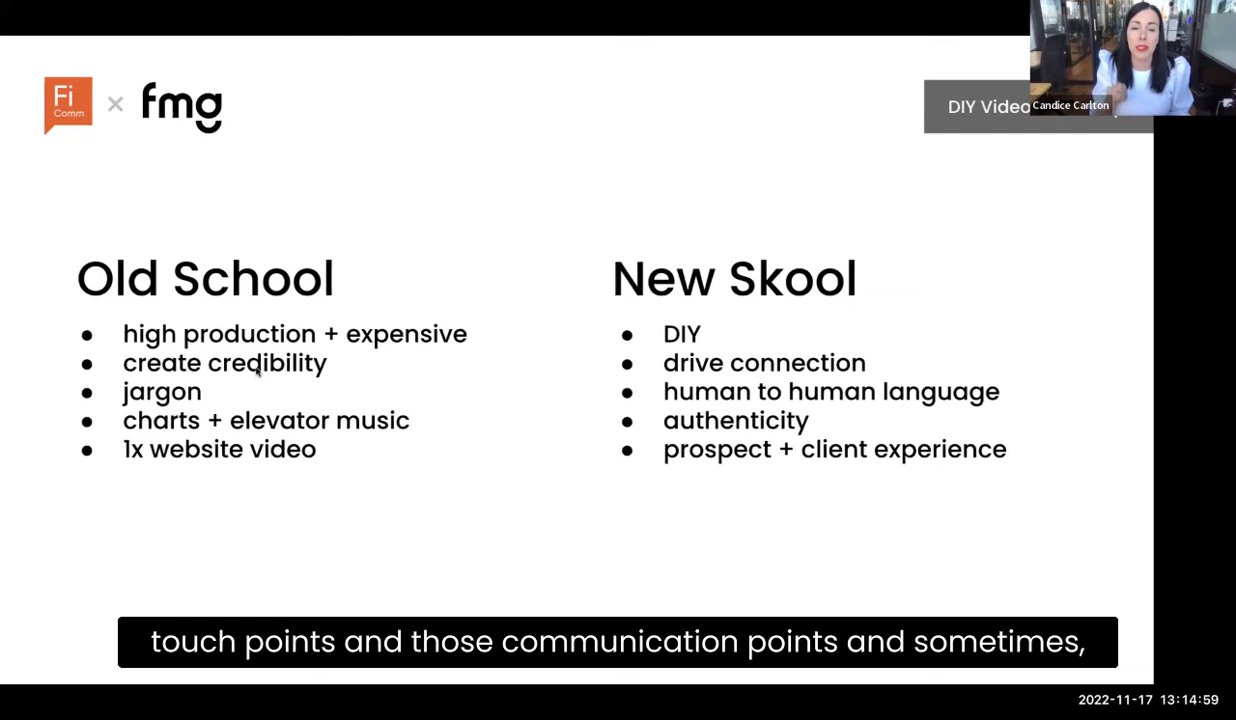 Fi
Comm
×
fmg
DIY Video
Candice Carlton
Old School
● high production + expensive
● create credibility
● jargon
● charts + elevator music
● 1x website video
New Skool
● DIY
● drive connection
● human to human language
● authenticity
● prospect + client experience
touch points and those communication points and sometimes,
2022-11-17 13:14:59